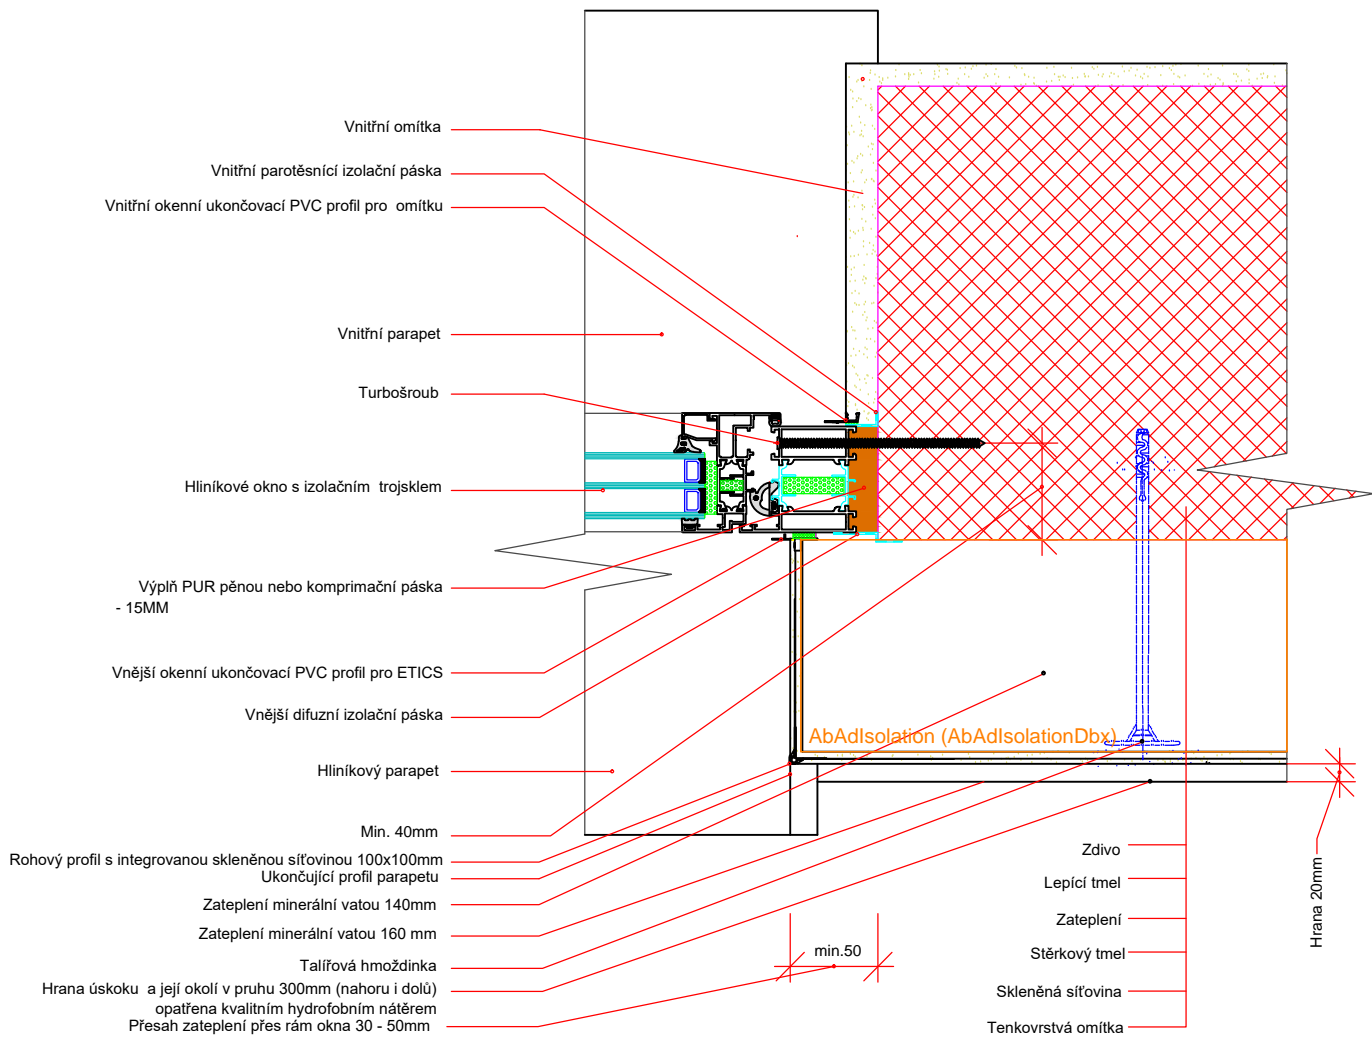 Vnitřní omítka
Vnitřní parotěsnící izolační páska
Vnitřní okenní ukončovací PVC profil pro omítku
Vnitřní parapet
Turbošroub
Hliníkové okno s izolačním trojsklem
Výplň PUR pěnou nebo komprimační páska
- 15MM
Vnější okenní ukončovací PVC profil pro ETICS
Vnější difuzní izolační páska
AbAdIsolation (AbAdIsolationDbx)
Hliníkový parapet
Min. 40mm
Rohový profil s integrovanou skleněnou síťovinou 100x100mm
Ukončující profil parapetu
Zateplení minerální vatou 140mm
Zateplení minerální vatou 160 mm
Talířová hmoždinka
Hrana úskoku a její okolí v pruhu 300mm (nahoru i dolů)
opatřena kvalitním hydrofobním nátěrem
Přesah zateplení přes rám okna 30 - 50mm
min.50
Zdivo
Lepící tmel
Zateplení
Stěrkový tmel
Skleněná síťovina
Tenkovrstvá omítka
Hrana 20mm